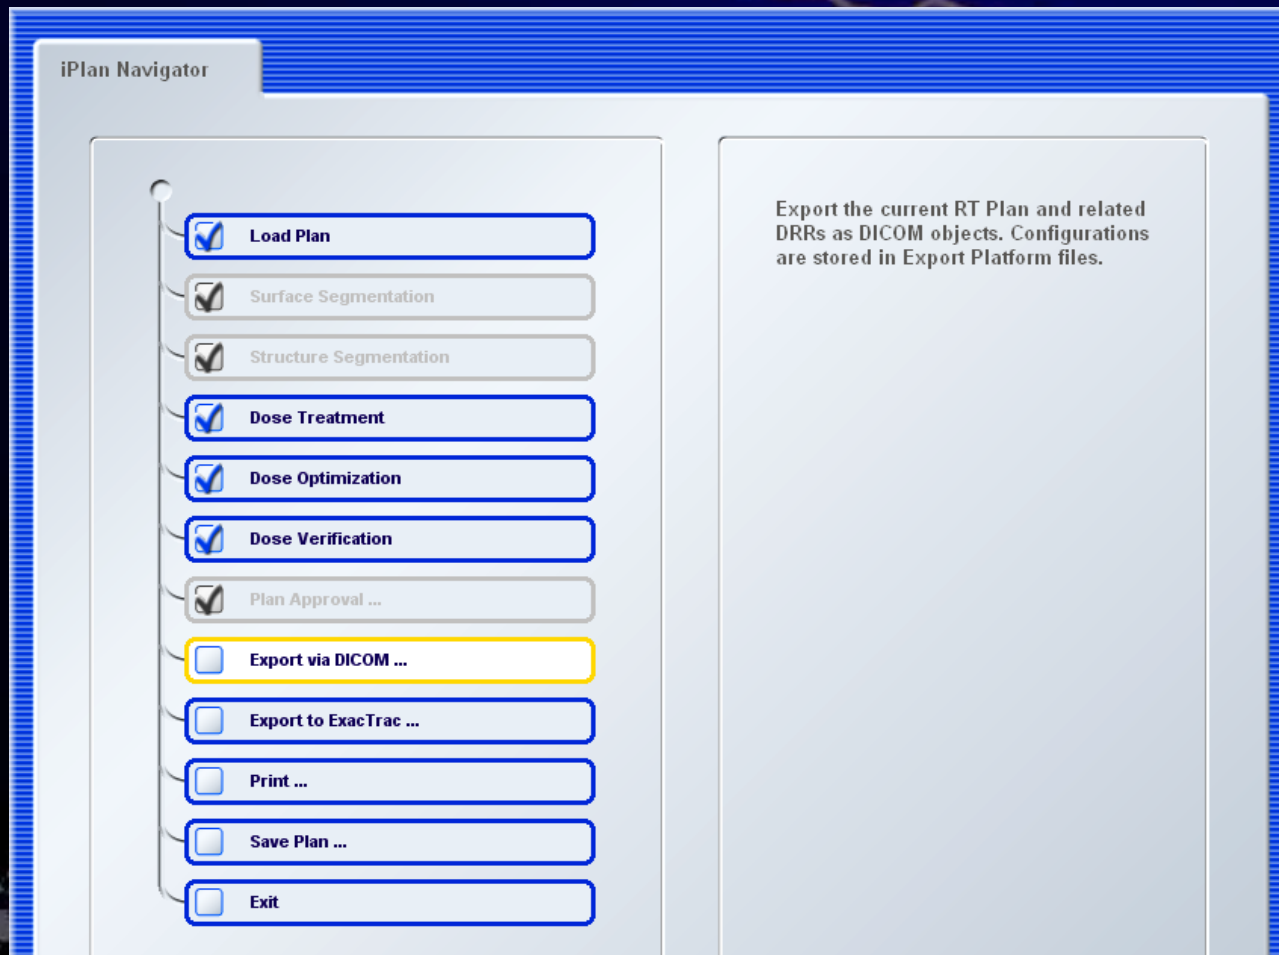 iPlan Navigator
Load Plan
Surface Segmentation
Structure Segmentation
Dose Treatment
Dose Optimization
Dose Verification
Plan Approval ...
Export via DICOM ...
Export to ExacTrac ...
Print ...
Save Plan ...
Exit
Export the current RT Plan and related
DRRs as DICOM objects. Configurations
are stored in Export Platform files.